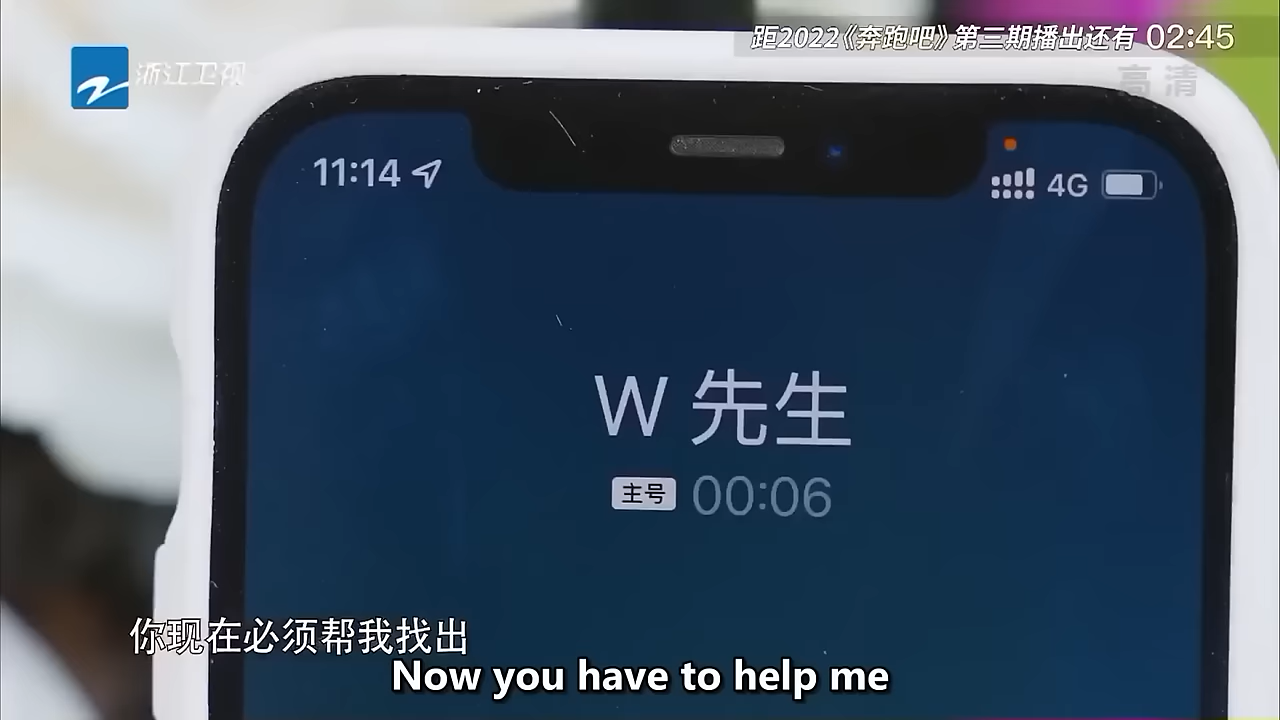 浙江卫视
距2022《奔跑吧》第三期播出还有 02:45
高清
11:14
4G
W 先生
主号 00:06
你现在必须帮我找出
Now you have to help me